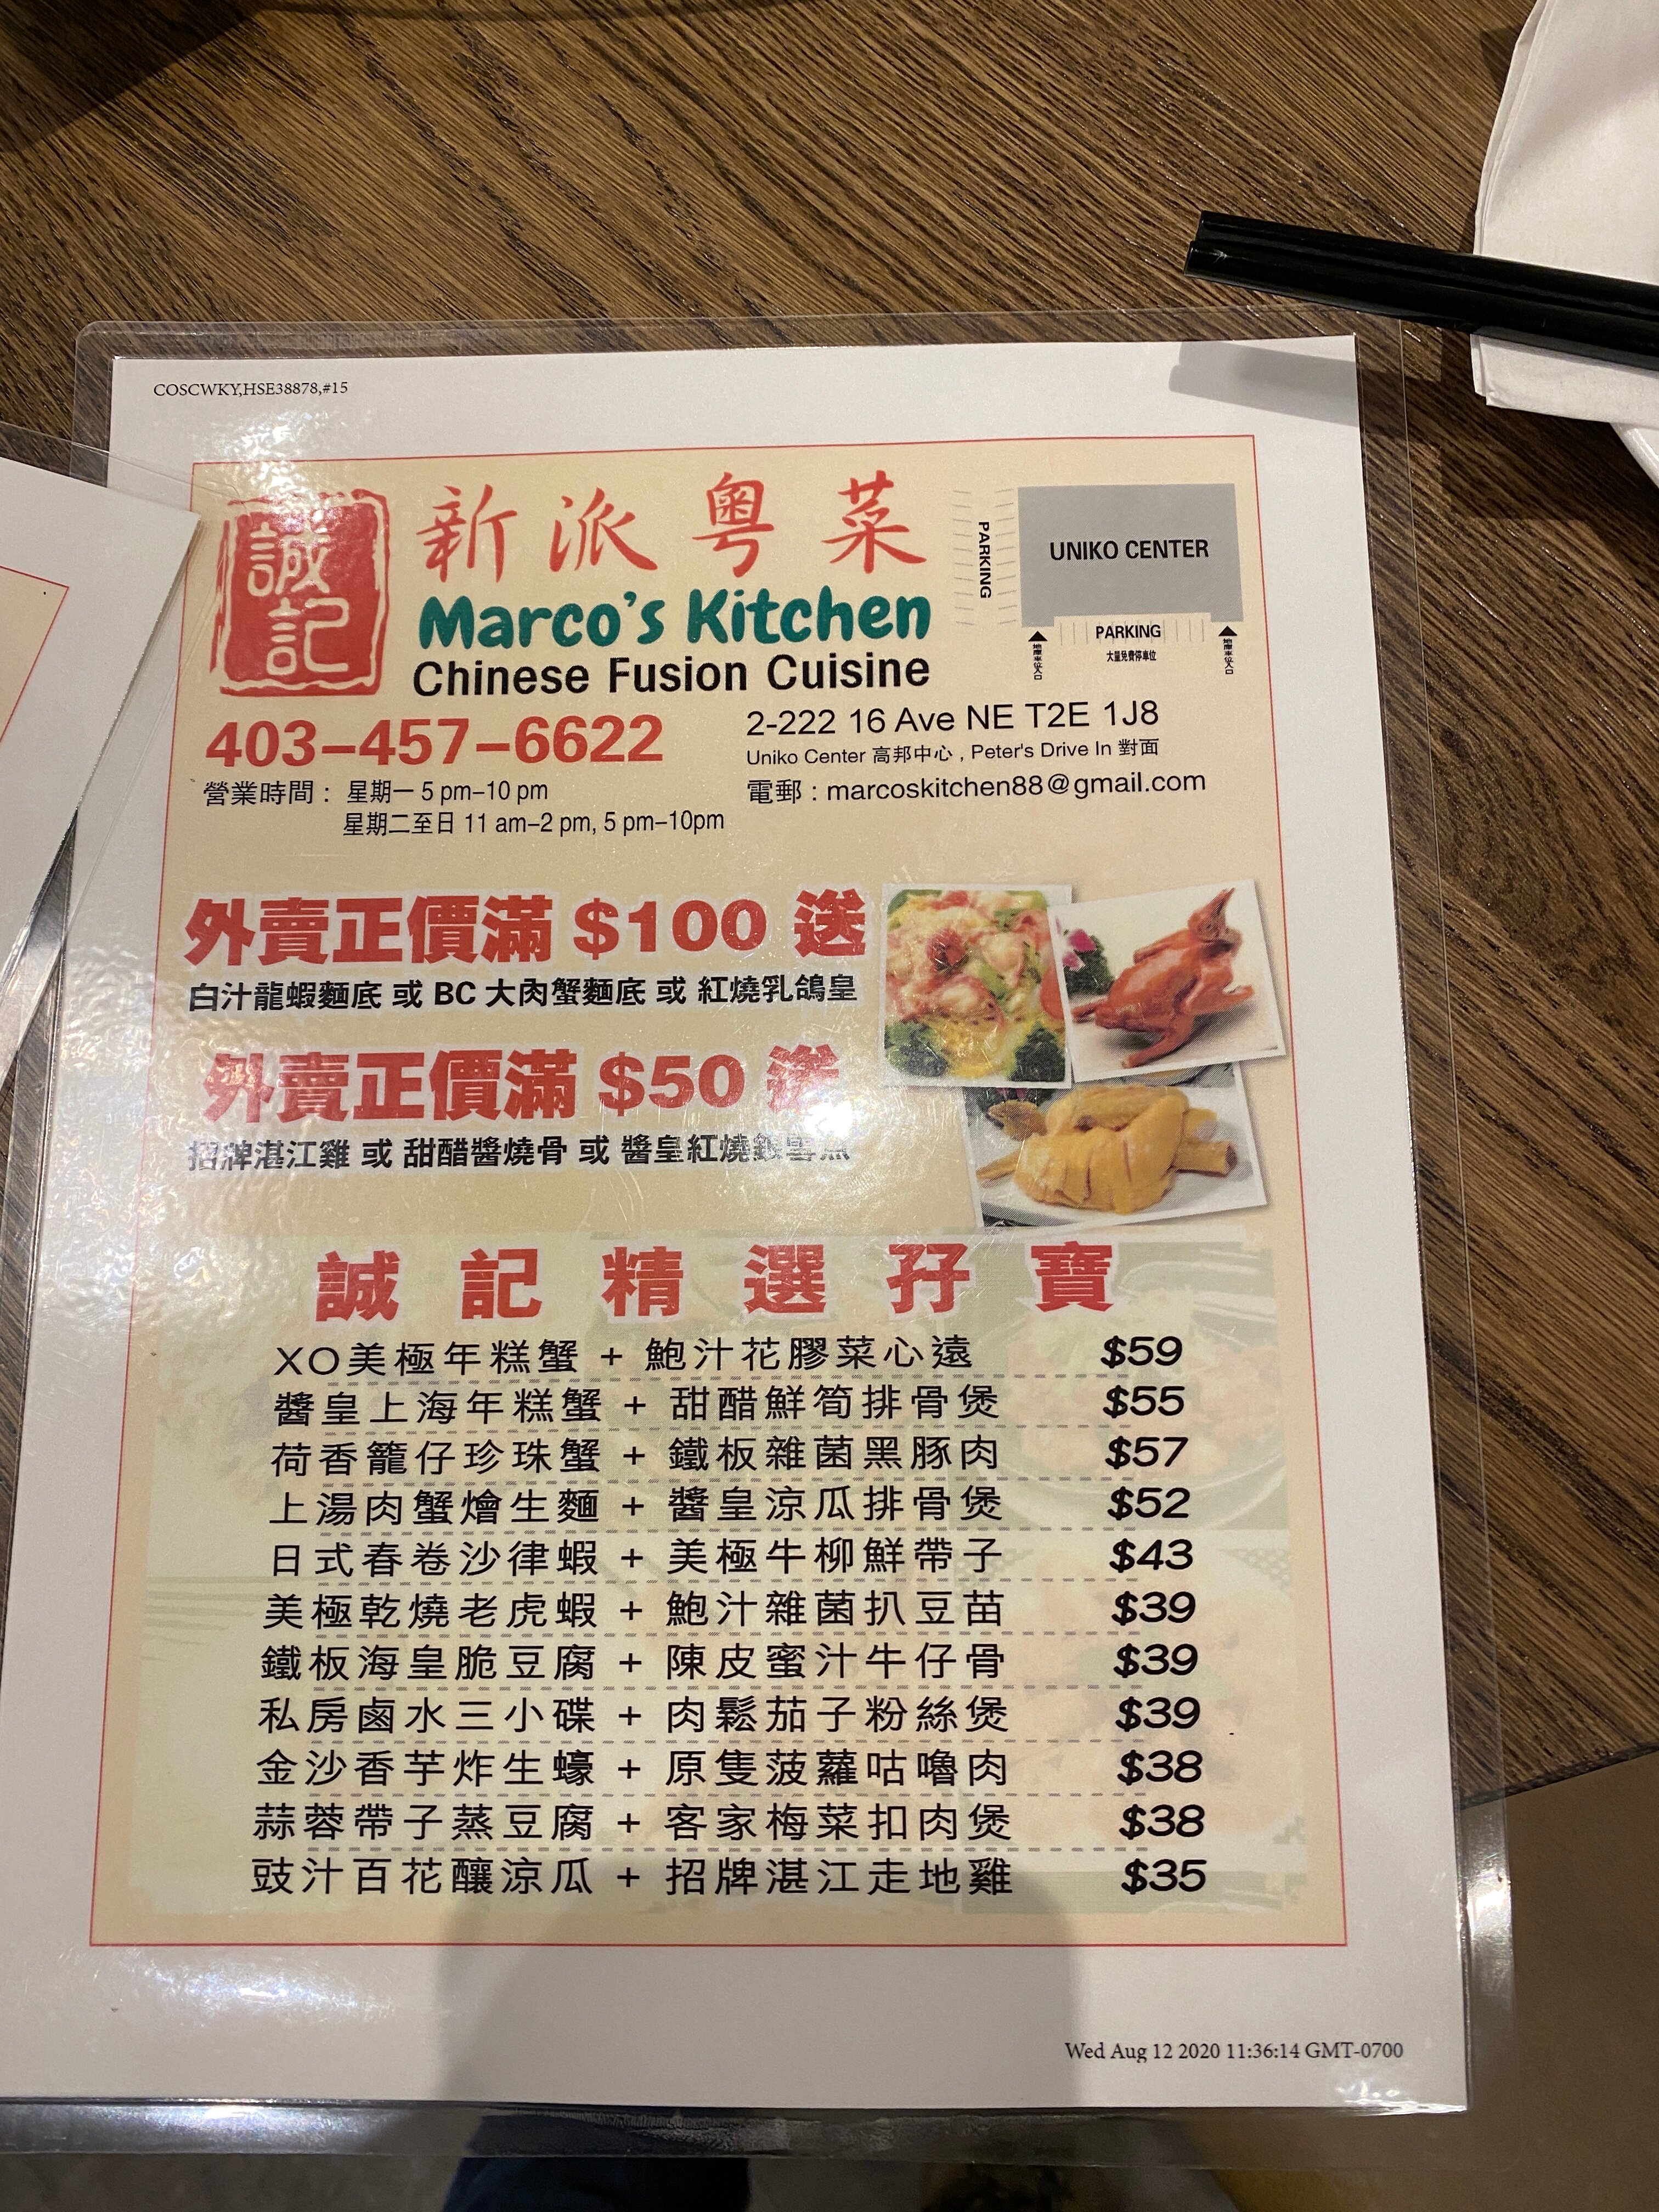 COSCWKY,HSE38878,#15
誠記
新派粵菜
Marco's Kitchen
Chinese Fusion Cuisine
PARKING
UNIKO CENTER
PARKING
大量免費停車位
403-457-6622
2-222 16 Ave NE T2E 1J8
Uniko Center 高邦中心 , Peter's Drive In 對面
營業時間 : 星期一 5 pm-10 pm
電郵 : marcoskitchen88@gmail.com
星期二至日 11 am-2 pm, 5 pm-10pm
外賣正價滿 $100 送
白汁龍蝦麵底 或 BC 大肉蟹麵底 或 紅燒乳鴿皇
外賣正價滿 $50 送
招牌湛江雞 或 甜醋醬燒骨 或 醬皇紅燒銀雪魚
誠記精選孖寶
XO美極年糕蟹 + 鮑汁花膠菜心遠 $59
醬皇上海年糕蟹 + 甜醋鮮筍排骨煲 $55
荷香籠仔珍珠蟹 + 鐵板雜菌黑豚肉 $57
上湯肉蟹燴生麵 + 醬皇涼瓜排骨煲 $52
日式春卷沙律蝦 + 美極牛柳鮮帶子 $43
美極乾燒老虎蝦 + 鮑汁雜菌扒豆苗 $39
鐵板海皇脆豆腐 + 陳皮蜜汁牛仔骨 $39
私房鹵水三小碟 + 肉鬆茄子粉絲煲 $39
金沙香芋炸生蠔 + 原隻菠蘿咕嚕肉 $38
蒜蓉帶子蒸豆腐 + 客家梅菜扣肉煲 $38
豉汁百花釀涼瓜 + 招牌湛江走地雞 $35
Wed Aug 12 2020 11:36:14 GMT-0700